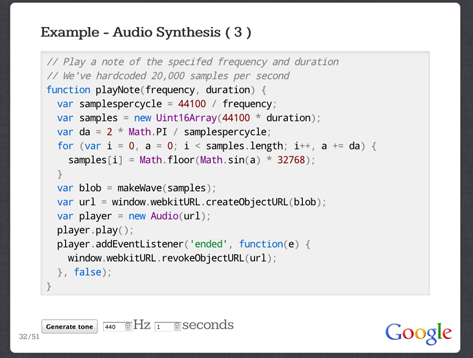 Example - Audio Synthesis ( 3 )
// Play a note of the specifed frequency and duration
// We've hardcoded 20,000 samples per second
function playNote(frequency, duration) {
  var samplespercycle = 44100 / frequency;
  var samples = new Uint16Array(44100 * duration);
  var da = 2 * Math.PI / samplespercycle;
  for (var i = 0, a = 0; i < samples.length; i++, a += da) {
    samples[i] = Math.floor(Math.sin(a) * 32768);
  }
  var blob = makeWave(samples);
  var url = window.webkitURL.createObjectURL(blob);
  var player = new Audio(url);
  player.play();
  player.addEventListener('ended', function(e) {
    window.webkitURL.revokeObjectURL(url);
  }, false);
}
Generate tone 440 Hz 1 seconds
32/51
Google